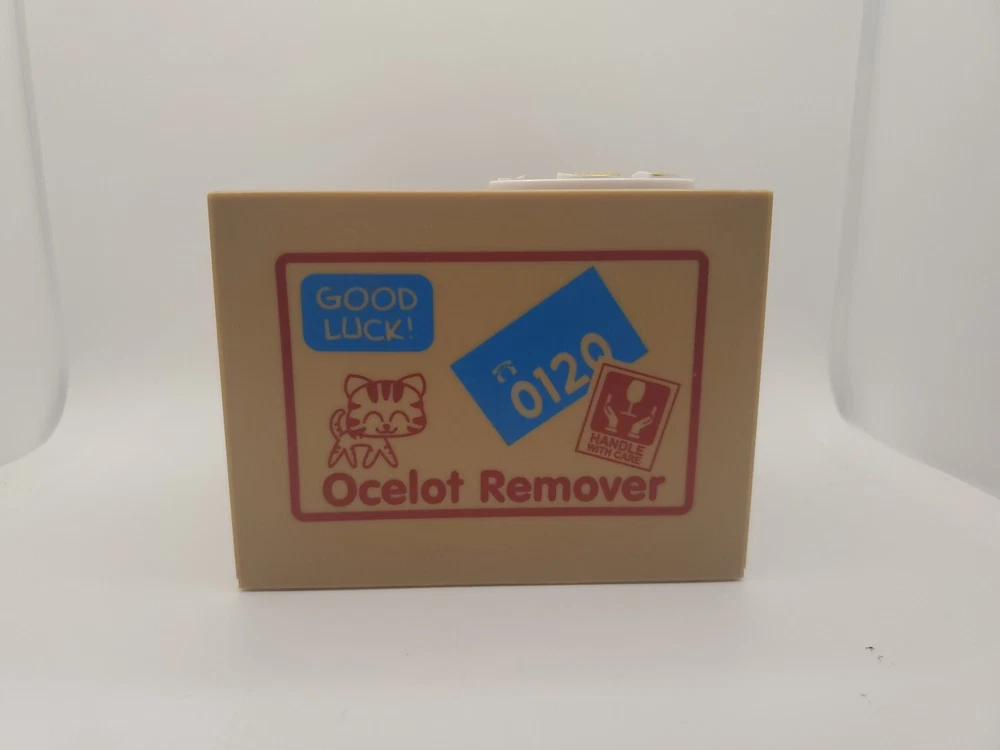 GOOD
LUCK!
0120
HANDLE
WITH CARE
Ocelot Remover